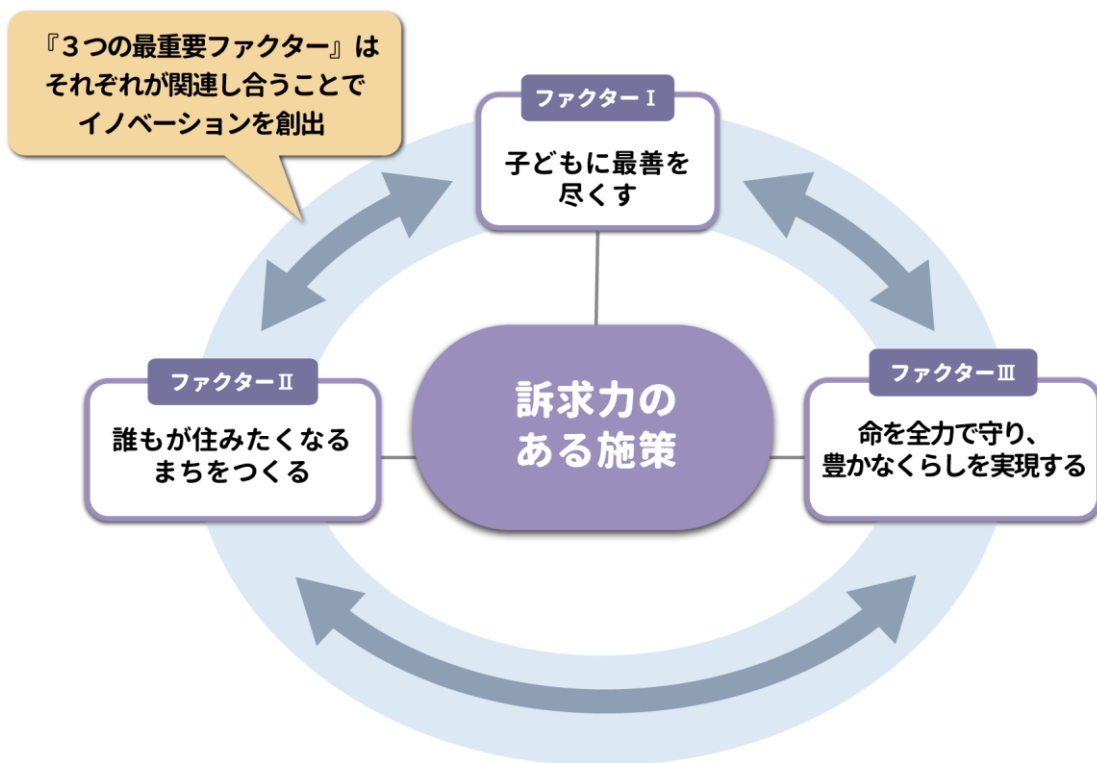 『３つの最重要ファクター』は
それぞれが関連し合うことで
イノベーションを創出
ファクターⅠ
子どもに最善を
尽くす
訴求力の
ある施策
ファクターⅡ
誰もが住みたくなる
まちをつくる
ファクターⅢ
命を全力で守り、
豊かなくらしを実現する